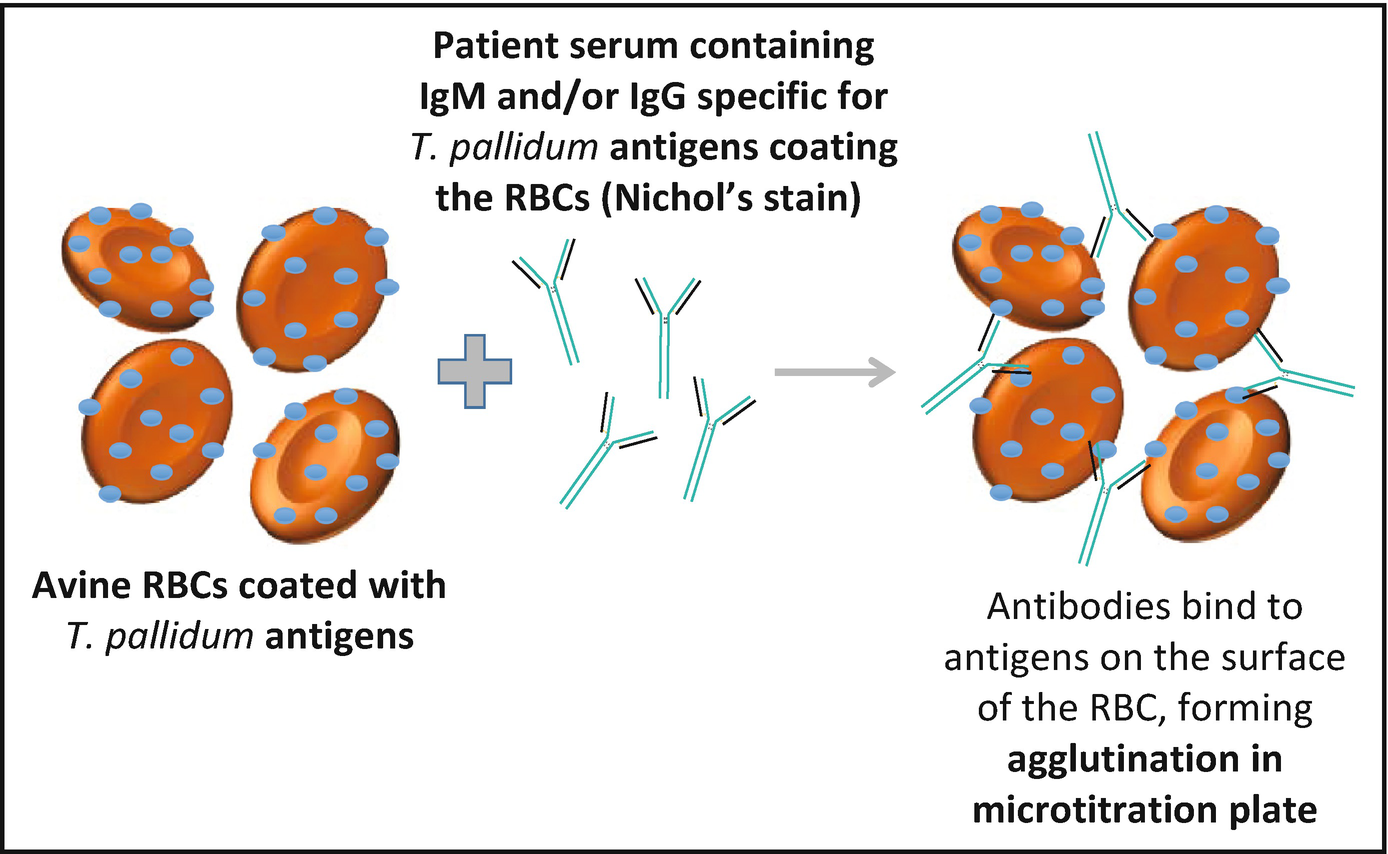 Patient serum containing
IgM and/or IgG specific for
T. pallidum antigens coating
the RBCs (Nichol’s stain)
Avine RBCs coated with
T. pallidum antigens
Antibodies bind to
antigens on the surface
of the RBC, forming
agglutination in
microtitration plate